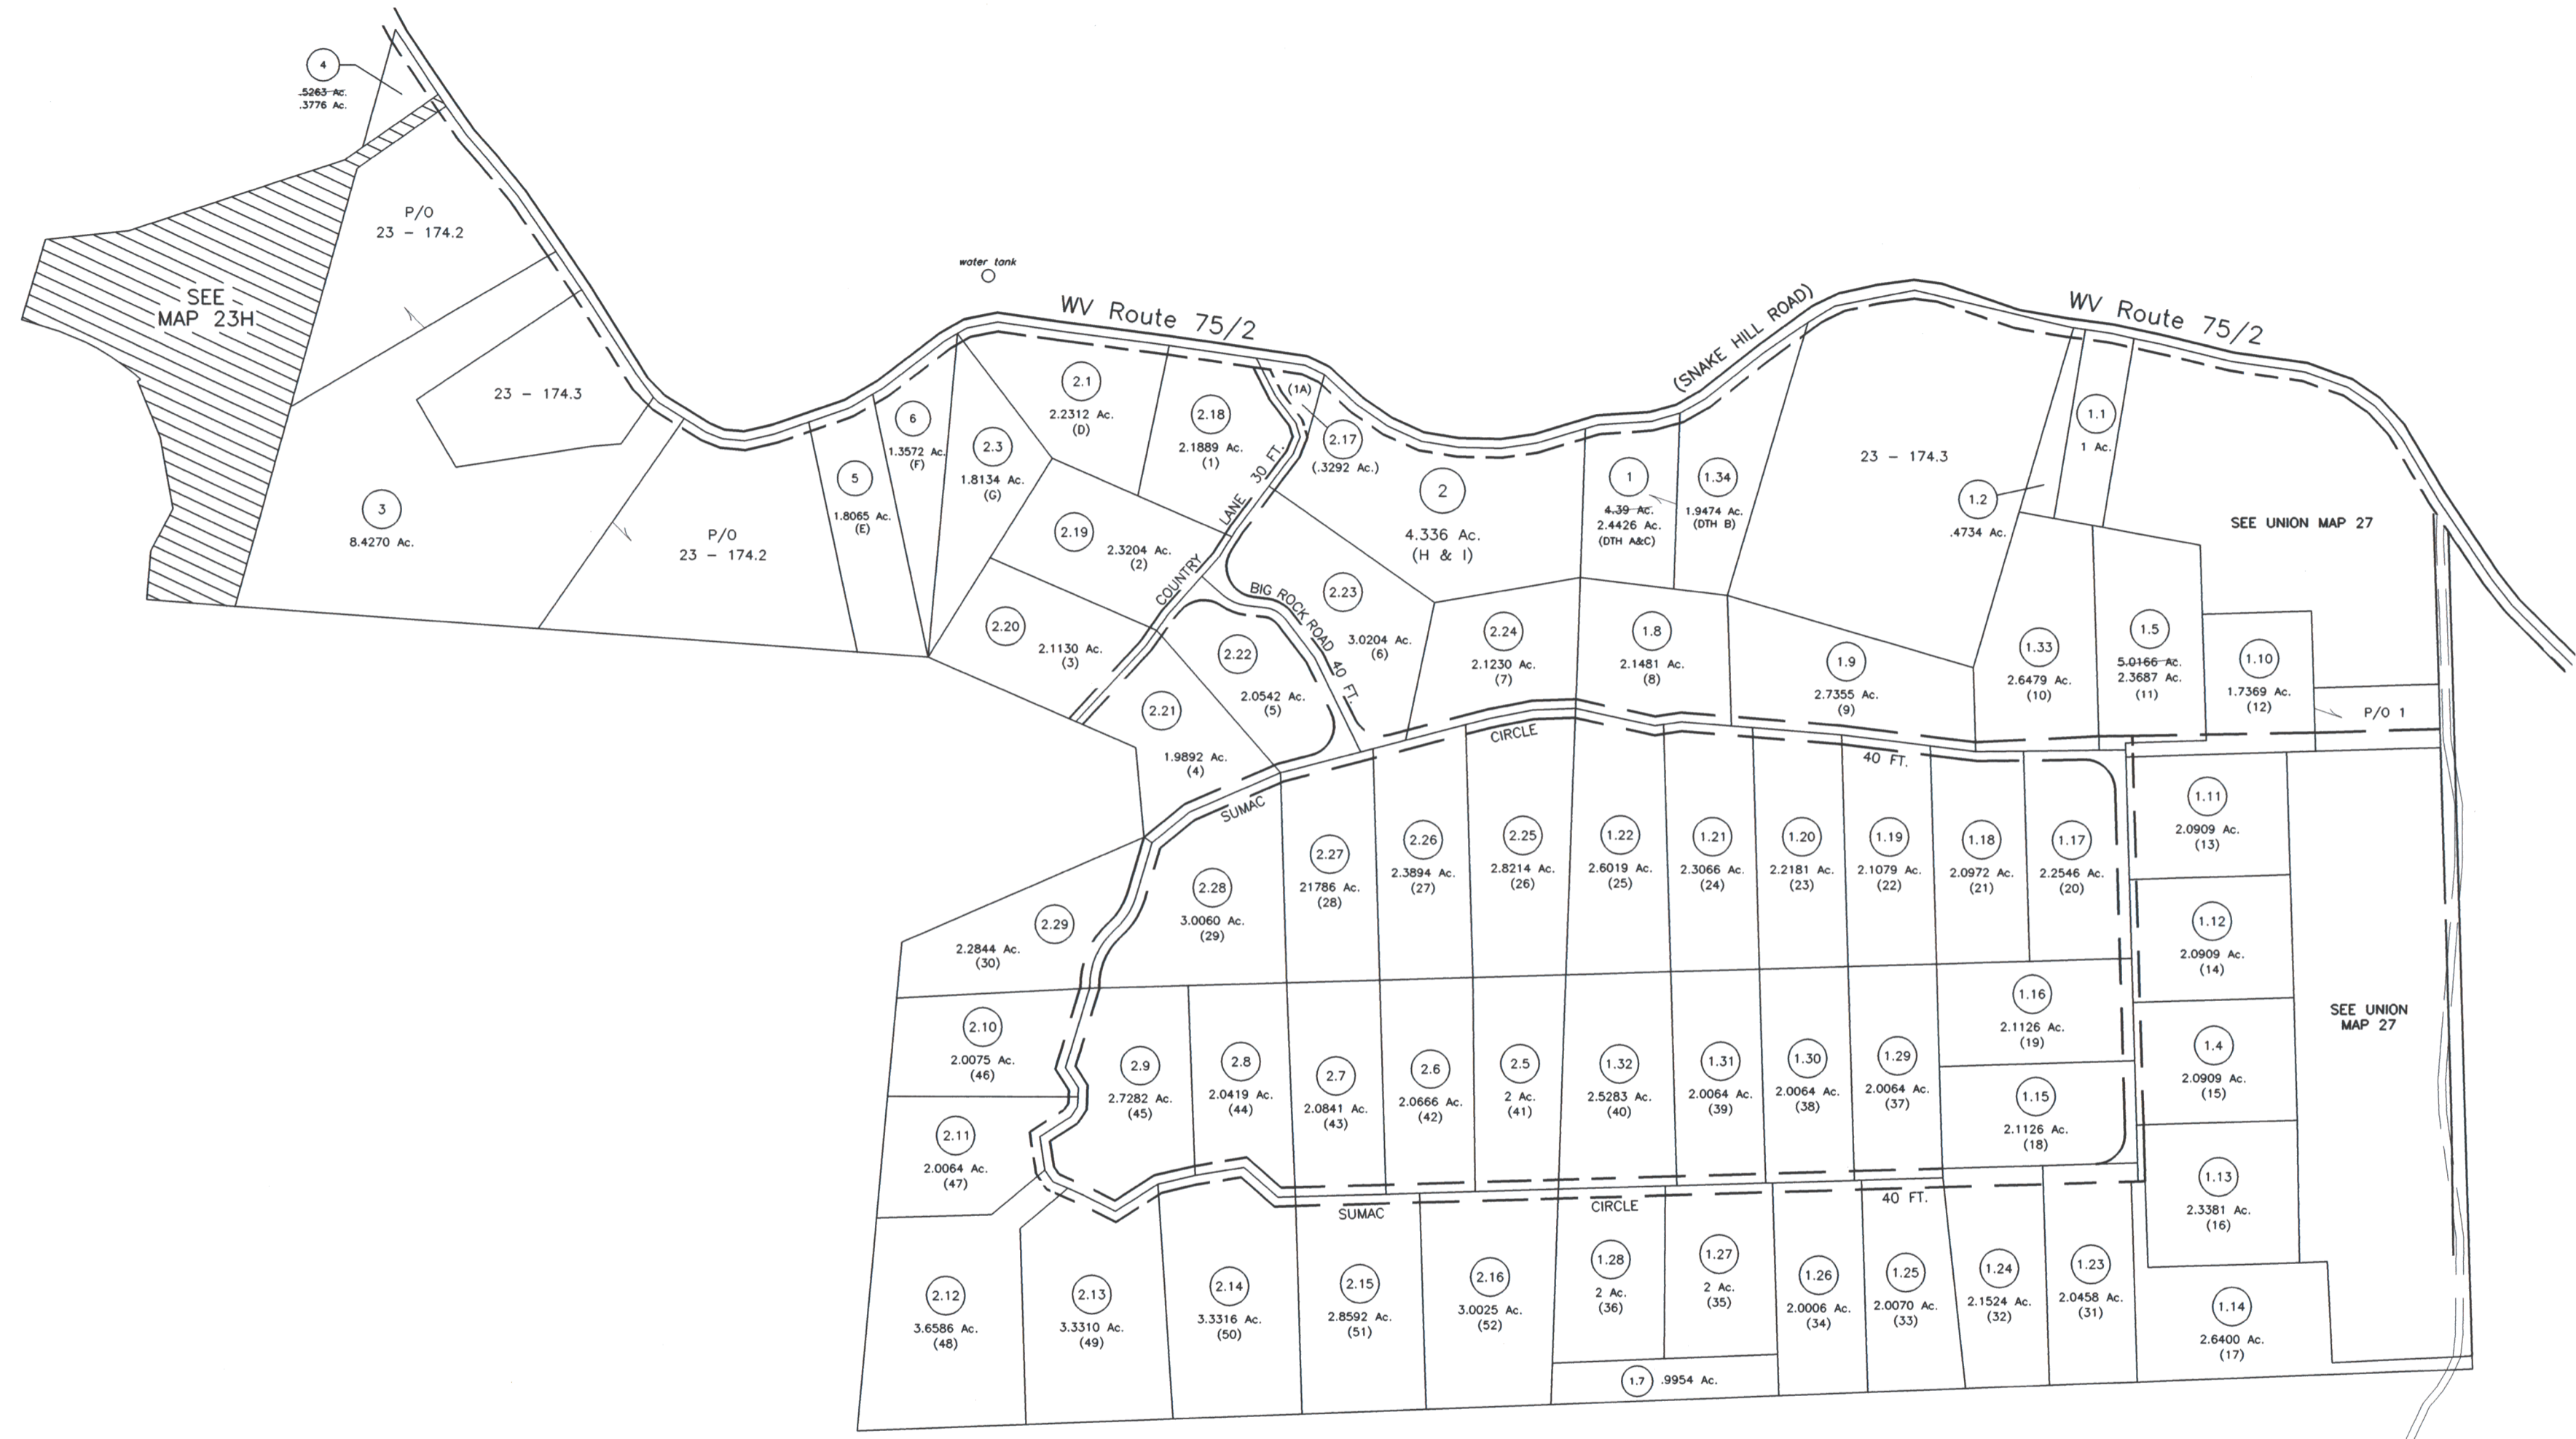 4
.5263 Ac.
.3776 Ac.
P/O
23 - 174.2
SEE
MAP 23H
23 - 174.3
3
8.4270 Ac.
P/O
23 - 174.2
water tank
WV Route 75/2
5
1.8065 Ac.
(E)
6
1.3572 Ac.
(F)
2.3
1.8134 Ac.
(G)
2.1
2.2312 Ac.
(D)
2.18
2.1889 Ac.
(1)
(1A)
2.17
(.3292 Ac.)
2.19
2.3204 Ac.
(2)
2.20
2.1130 Ac.
(3)
COUNTRY LANE 30 FT.
BIG ROCK ROAD 40 FT.
2.21
1.9892 Ac.
(4)
2.22
2.0542 Ac.
(5)
2.23
3.0204 Ac.
(6)
2
4.336 Ac.
(H & I)
2.24
2.1230 Ac.
(7)
(SNAKE HILL ROAD)
1
4.39 Ac.
2.4426 Ac.
(DTH A&C)
1.34
1.9474 Ac.
(DTH B)
23 - 174.3
WV Route 75/2
1.2
.4734 Ac.
1.1
1 Ac.
SEE UNION MAP 27
1.8
2.1481 Ac.
(8)
1.9
2.7355 Ac.
(9)
1.33
2.6479 Ac.
(10)
1.5
5.0166 Ac.
2.3687 Ac.
(11)
1.10
1.7369 Ac.
(12)
P/O 1
SUMAC
CIRCLE
40 FT.
2.29
2.2844 Ac.
(30)
2.28
3.0060 Ac.
(29)
2.27
21786 Ac.
(28)
2.26
2.3894 Ac.
(27)
2.25
2.8214 Ac.
(26)
1.22
2.6019 Ac.
(25)
1.21
2.3066 Ac.
(24)
1.20
2.2181 Ac.
(23)
1.19
2.1079 Ac.
(22)
1.18
2.0972 Ac.
(21)
1.17
2.2546 Ac.
(20)
1.11
2.0909 Ac.
(13)
1.12
2.0909 Ac.
(14)
SEE UNION
MAP 27
2.10
2.0075 Ac.
(46)
2.11
2.0064 Ac.
(47)
2.9
2.7282 Ac.
(45)
2.8
2.0419 Ac.
(44)
2.7
2.0841 Ac.
(43)
2.6
2.0666 Ac.
(42)
2.5
2 Ac.
(41)
1.32
2.5283 Ac.
(40)
1.31
2.0064 Ac.
(39)
1.30
2.0064 Ac.
(38)
1.29
2.0064 Ac.
(37)
1.16
2.1126 Ac.
(19)
1.15
2.1126 Ac.
(18)
1.4
2.0909 Ac.
(15)
1.13
2.3381 Ac.
(16)
SUMAC
CIRCLE
40 FT.
2.12
3.6586 Ac.
(48)
2.13
3.3310 Ac.
(49)
2.14
3.3316 Ac.
(50)
2.15
2.8592 Ac.
(51)
2.16
3.0025 Ac.
(52)
1.28
2 Ac.
(36)
1.27
2 Ac.
(35)
1.26
2.0006 Ac.
(34)
1.25
2.0070 Ac.
(33)
1.24
2.1524 Ac.
(32)
1.23
2.0458 Ac.
(31)
1.14
2.6400 Ac.
(17)
1.7 .9954 Ac.